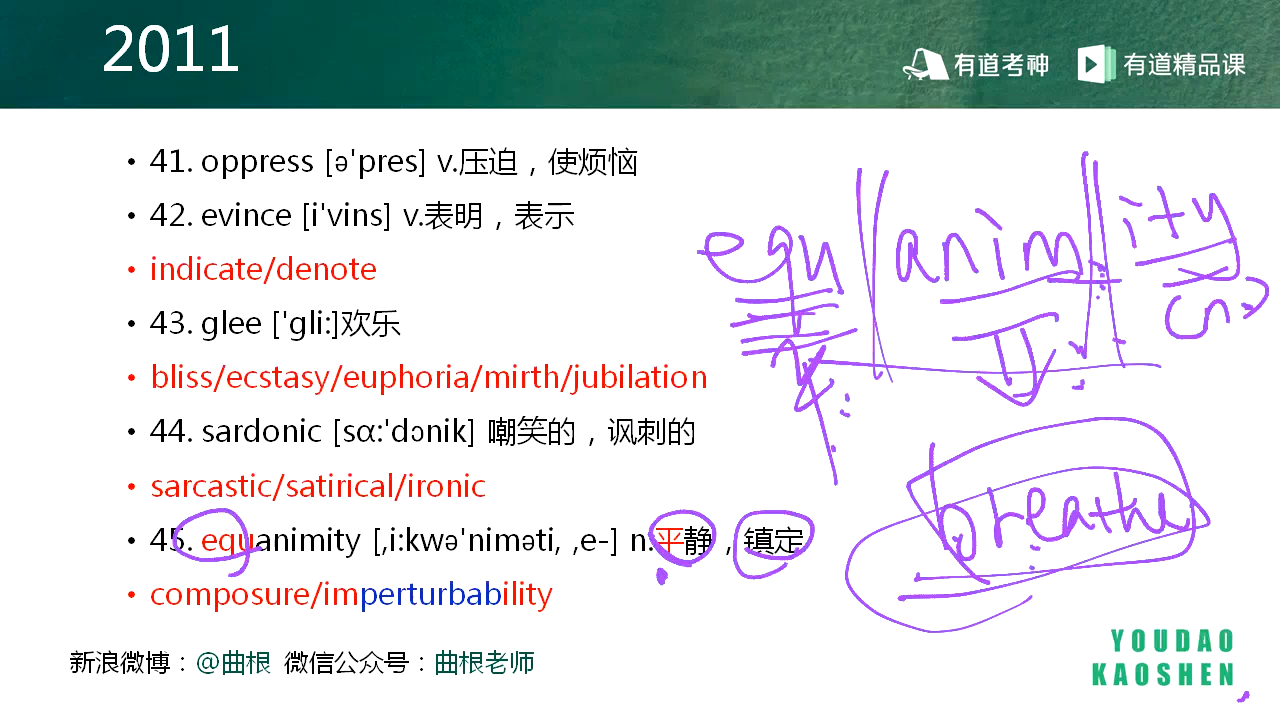 2011
有道考神 有道精品课
• 41. oppress [ə'pres] v.压迫，使烦恼
• 42. evince [i'vins] v.表明，表示
• indicate/denote
• 43. glee ['gli:]欢乐
• bliss/ecstasy/euphoria/mirth/jubilation
• 44. sardonic [sɑ:'dɔnik] 嘲笑的，讽刺的
• sarcastic/satirical/ironic
• 45. equanimity [,i:kwə'niməti, ,e-] n.平静，镇定
• composure/imperturbability
equ anim ity
n
breathe
新浪微博：@曲根 微信公众号：曲根老师
YOUDAO
KAOSHEN